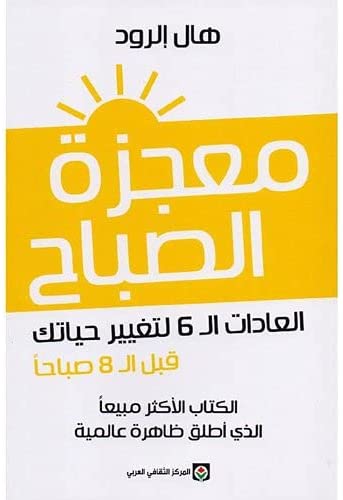 هال إلرود
معجزة
الصباح
العادات الـ 6 لتغيير حياتك
قبل الـ 8 صباحاً
الكتاب الأكثر مبيعاً
الذي أطلق ظاهرة عالمية
المركز الثقافي العربي